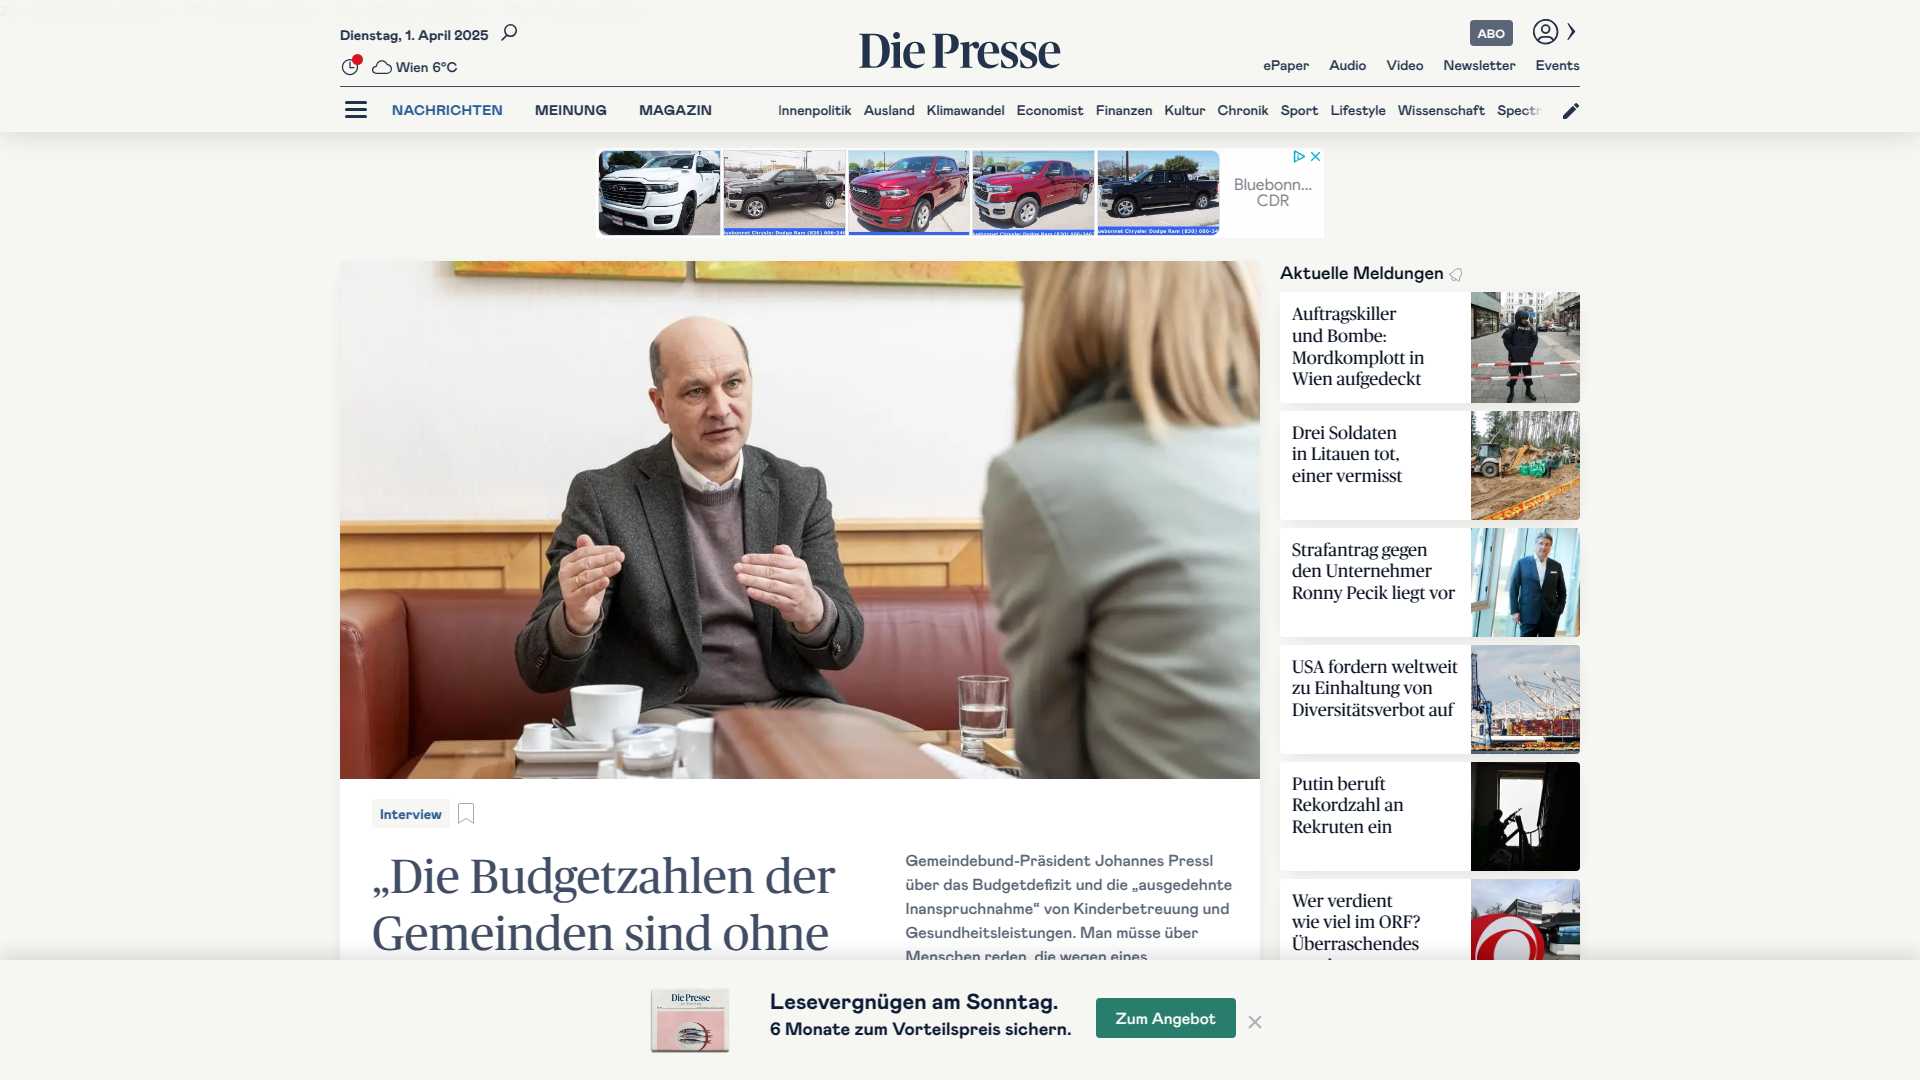 Dienstag, 1. April 2025
Wien 6°C
Die Presse
ABO
ePaper Audio Video Newsletter Events
NACHRICHTEN MEINUNG MAGAZIN
Innenpolitik Ausland Klimawandel Economist Finanzen Kultur Chronik Sport Lifestyle Wissenschaft Spectr
Bluebonn...
CDR
Aktuelle Meldungen
Auftragskiller
und Bombe:
Mordkomplott in
Wien aufgedeckt
Drei Soldaten
in Litauen tot,
einer vermisst
Strafantrag gegen
den Unternehmer
Ronny Pecik liegt vor
USA fordern weltweit
zu Einhaltung von
Diversitätsverbot auf
Putin beruft
Rekordzahl an
Rekruten ein
Wer verdient
wie viel im ORF?
Überraschendes
Interview
„Die Budgetzahlen der
Gemeinden sind ohne
Gemeindebund-Präsident Johannes Pressl
über das Budgetdefizit und die „ausgedehnte
Inanspruchnahme“ von Kinderbetreuung und
Gesundheitsleistungen. Man müsse über
Menschen reden, die wegen eines
Die Presse
Lesevergnügen am Sonntag.
6 Monate zum Vorteilspreis sichern.
Zum Angebot